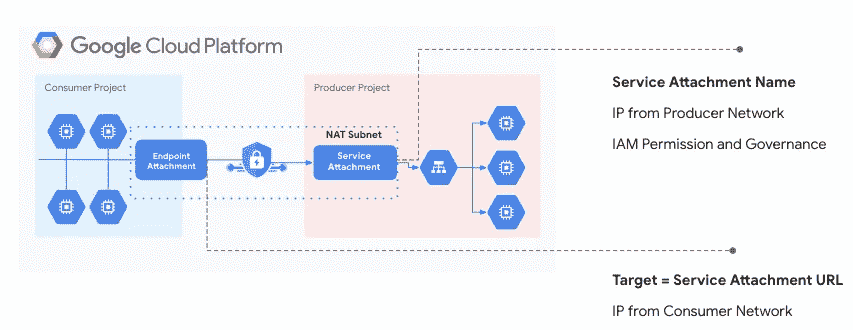 Google Cloud Platform
Consumer Project
Producer Project
NAT Subnet
Endpoint
Attachment
Service
Attachment
Service Attachment Name
IP from Producer Network
IAM Permission and Governance
Target = Service Attachment URL
IP from Consumer Network